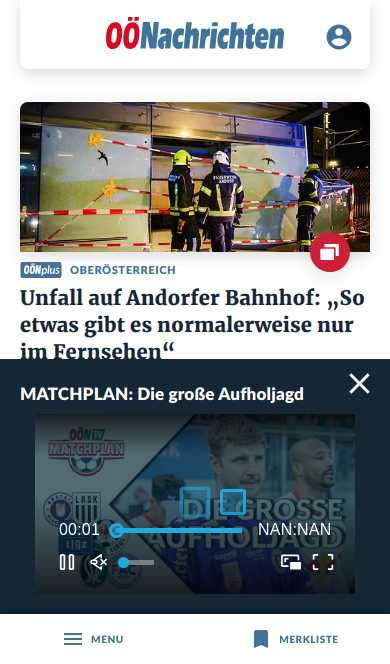 OÖNachrichten
OÖNplus OBERÖSTERREICH
Unfall auf Andorfer Bahnhof: „So
etwas gibt es normalerweise nur
im Fernsehen“
MATCHPLAN: Die große Aufholjagd
OÖN TV
MATCHPLAN
LASK
DIE GROSSE
AUFHOLJAGD
00:01
NAN:NAN
MENU
MERKLISTE